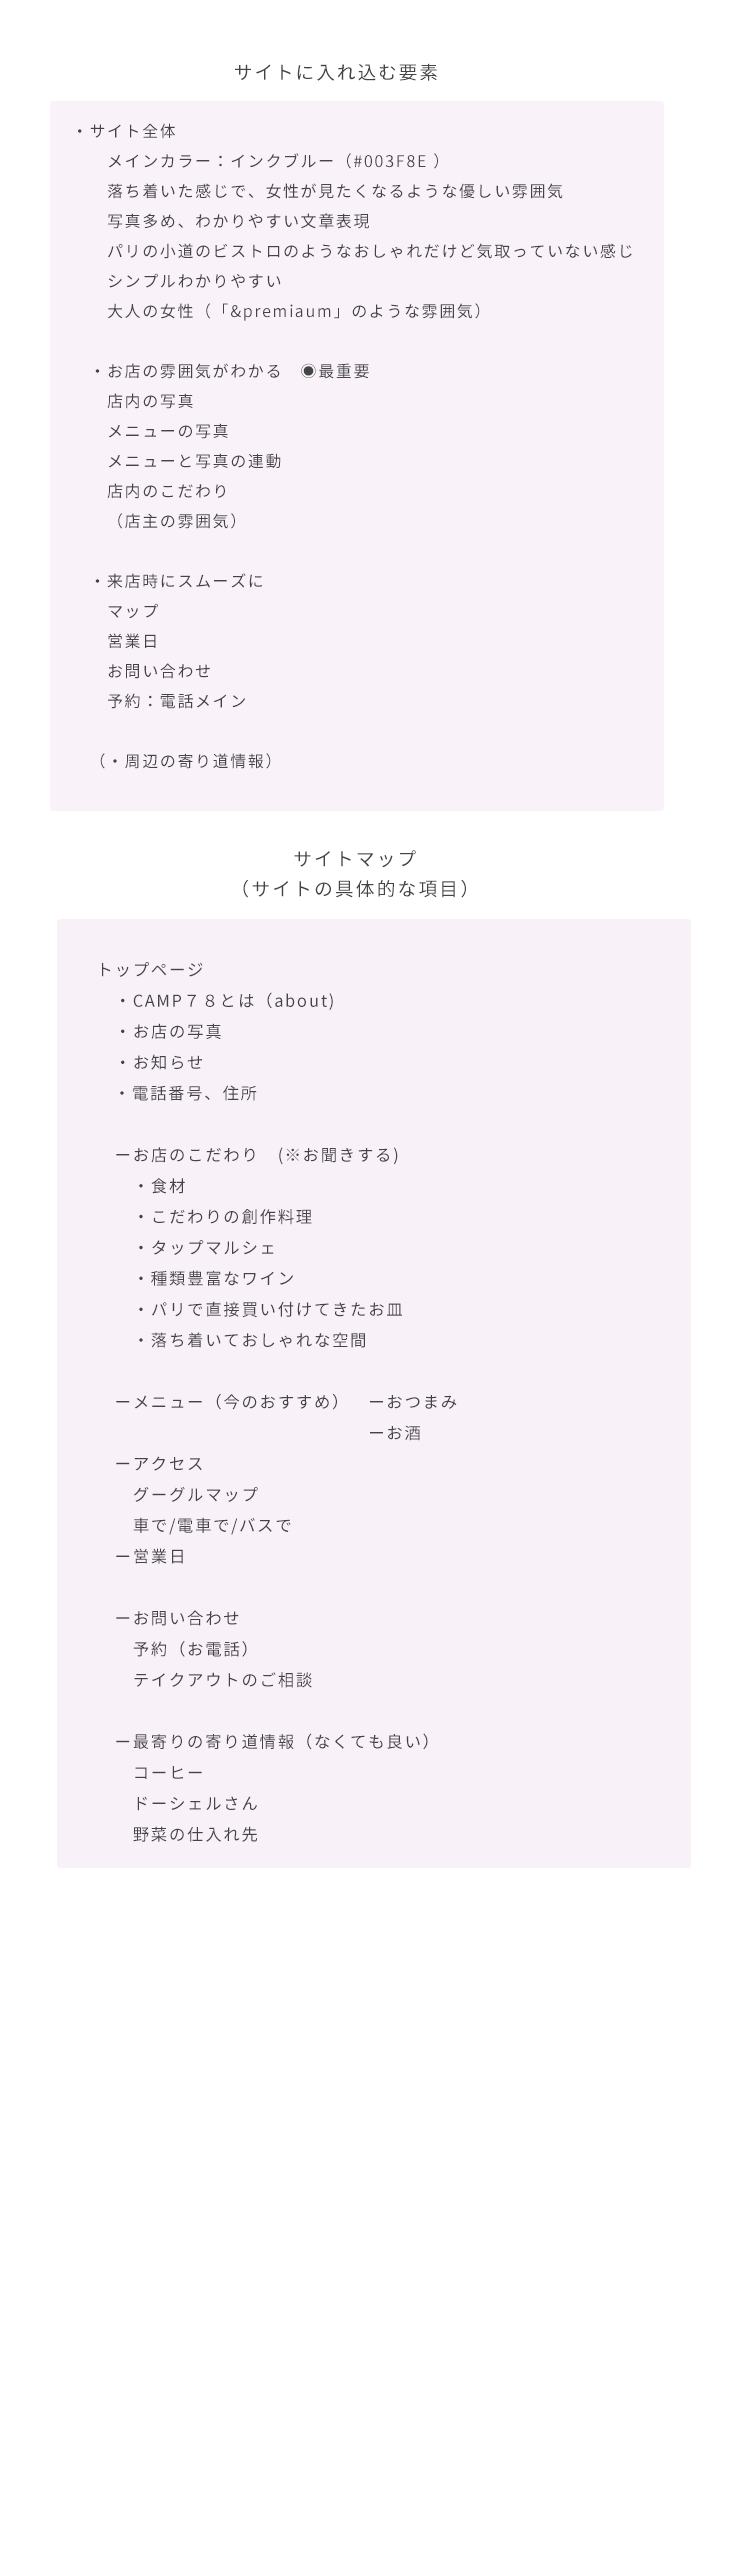 サイトに入れ込む要素
・サイト全体
メインカラー：インクブルー（#003F8E ）
落ち着いた感じで、女性が見たくなるような優しい雰囲気
写真多め、わかりやすい文章表現
パリの小道のビストロのようなおしゃれだけど気取っていない感じ
シンプルわかりやすい
大人の女性（「&premiaum」のような雰囲気）
・お店の雰囲気がわかる　◉最重要
店内の写真
メニューの写真
メニューと写真の連動
店内のこだわり
（店主の雰囲気）
・来店時にスムーズに
マップ
営業日
お問い合わせ
予約：電話メイン
（・周辺の寄り道情報）
サイトマップ
（サイトの具体的な項目）
トップページ
・CAMP７８とは（about)
・お店の写真
・お知らせ
・電話番号、住所
ーお店のこだわり　(※お聞きする)
・食材
・こだわりの創作料理
・タップマルシェ
・種類豊富なワイン
・パリで直接買い付けてきたお皿
・落ち着いておしゃれな空間
ーメニュー（今のおすすめ）　ーおつまみ
ーお酒
ーアクセス
グーグルマップ
車で/電車で/バスで
ー営業日
ーお問い合わせ
予約（お電話）
テイクアウトのご相談
ー最寄りの寄り道情報（なくても良い）
コーヒー
ドーシェルさん
野菜の仕入れ先